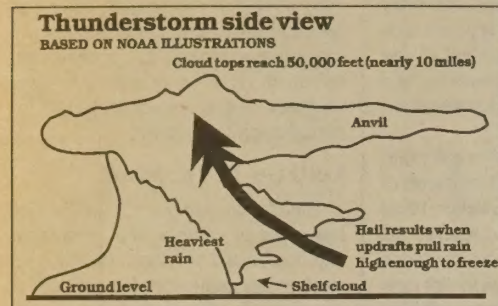 Thunderstorm side view
BASED ON NOAA ILLUSTRATIONS
Cloud tops reach 50,000 feet (nearly 10 miles)
Anvil
Heaviest
rain
Hail results when
updrafts pull rain
high enough to freeze
Ground level
Shelf cloud